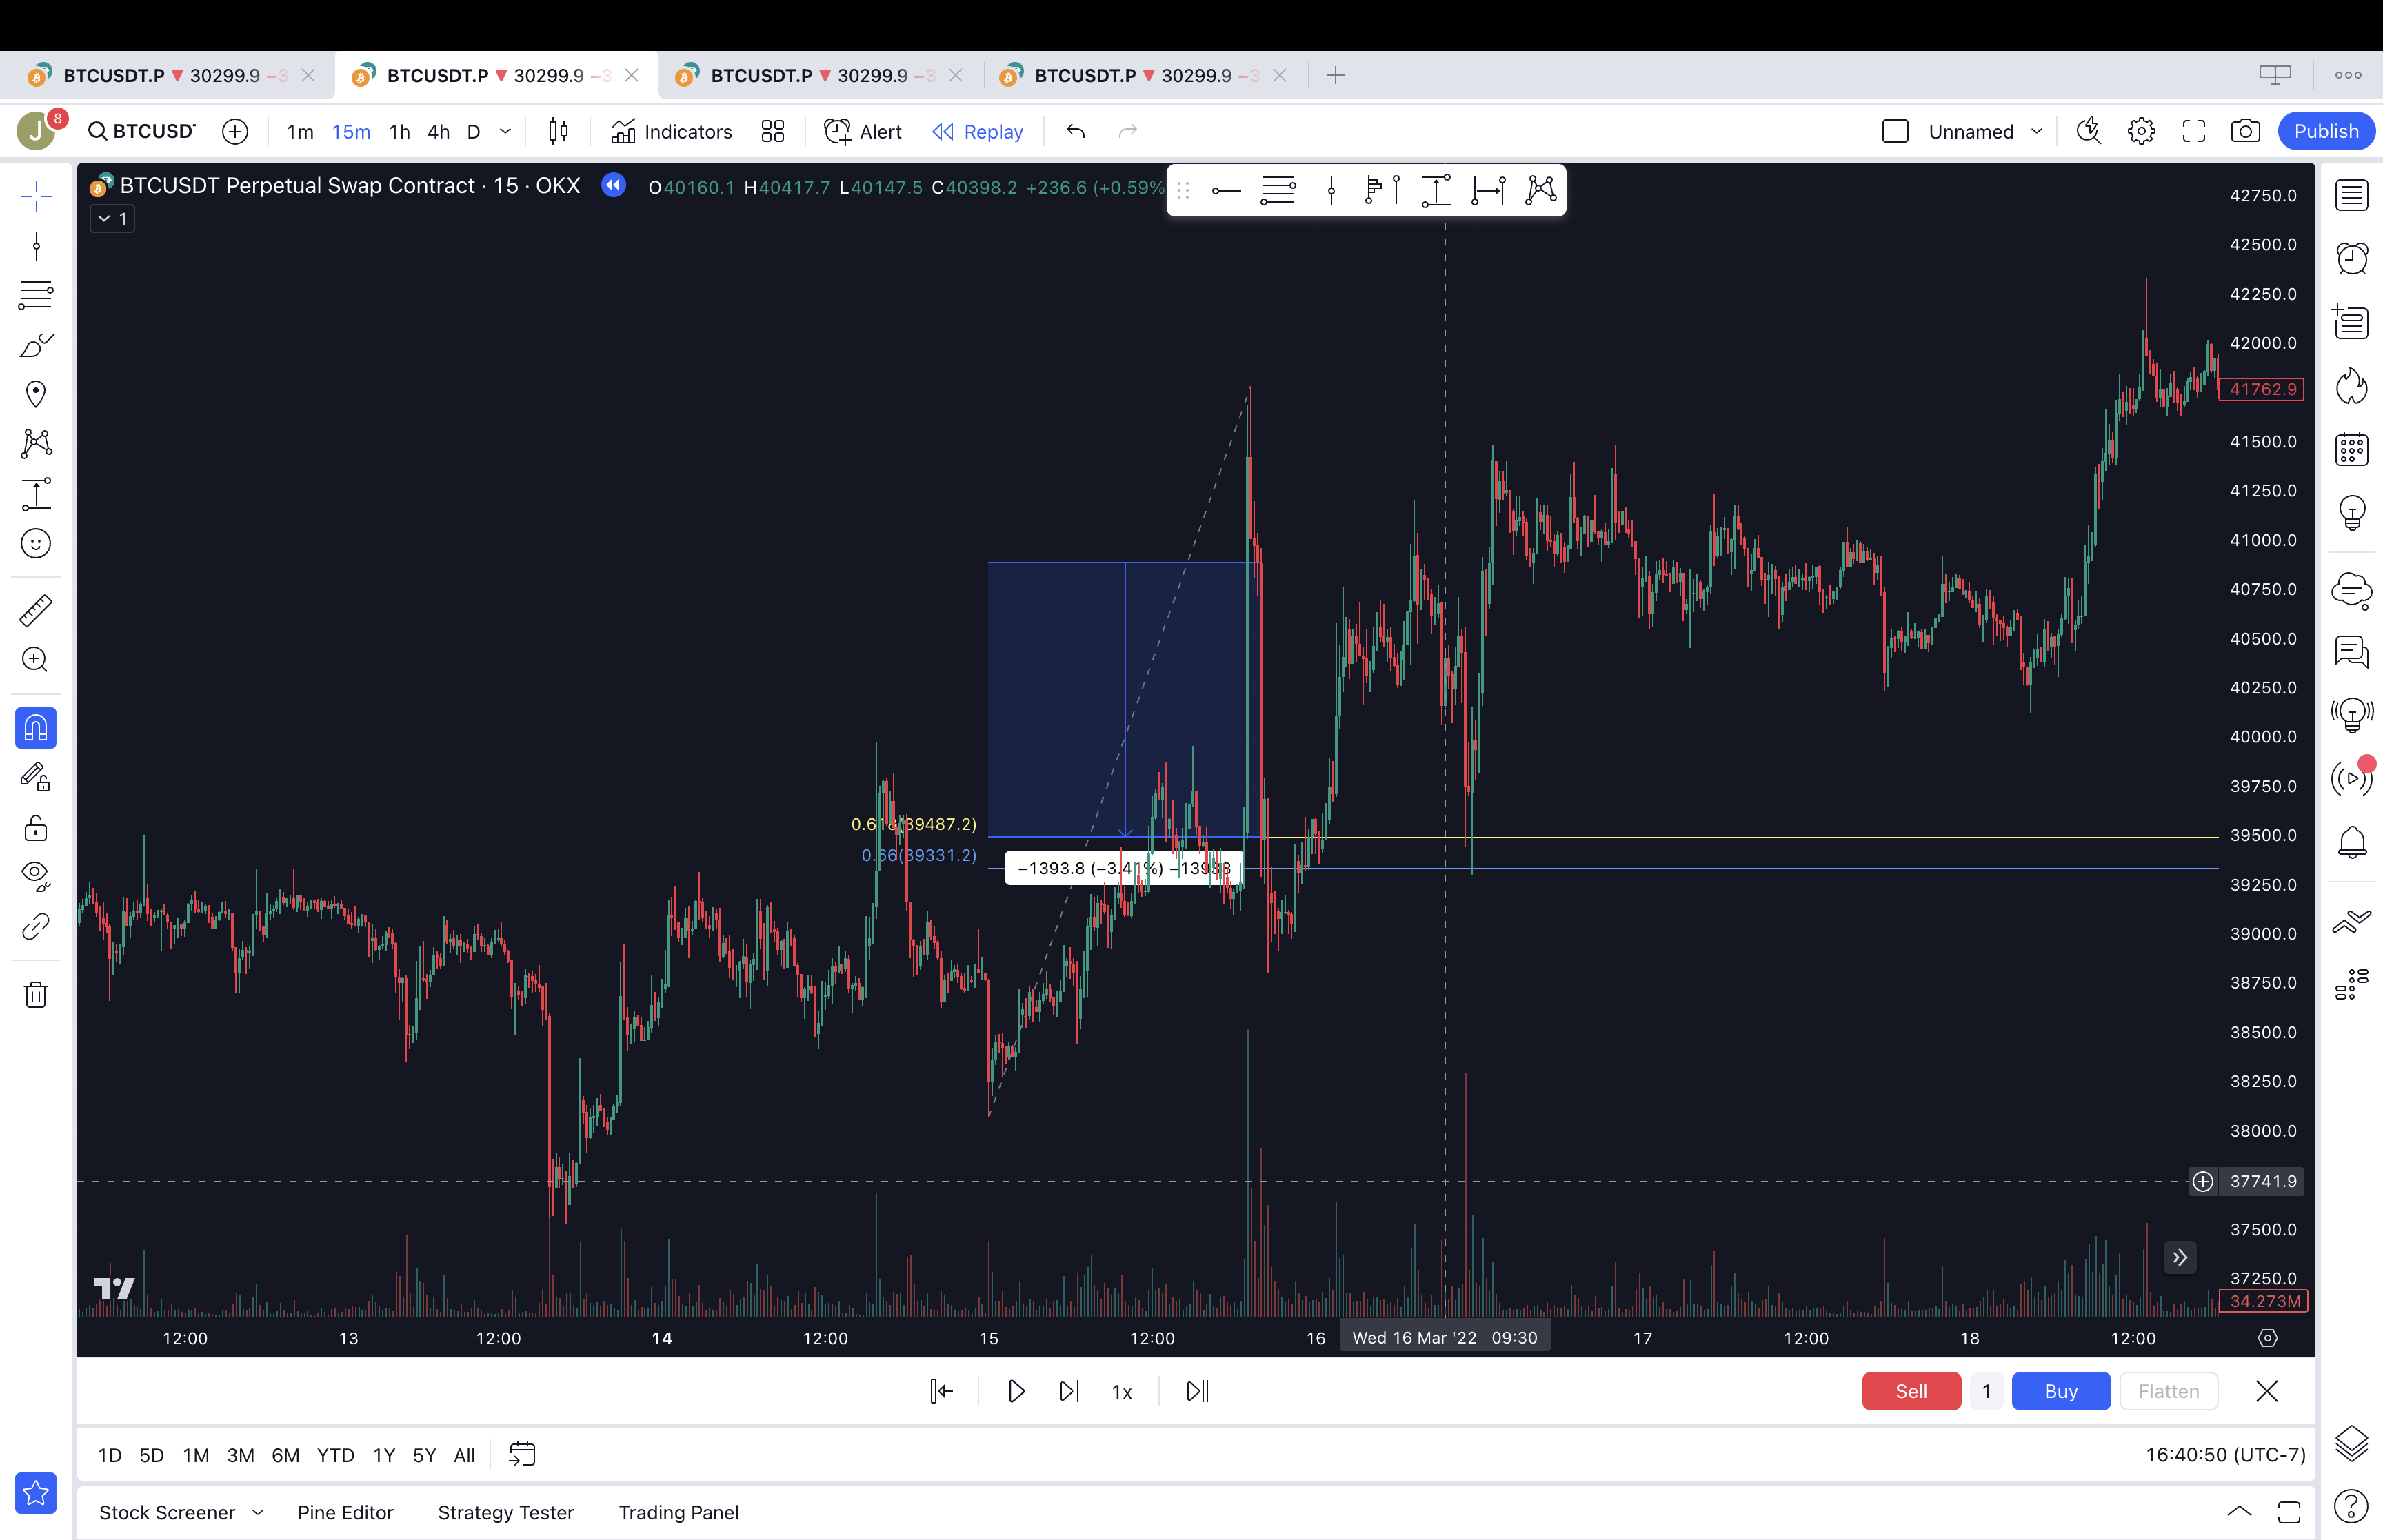 BTCUSDT.P ▼ 30299.9 −3
BTCUSDT.P ▼ 30299.9 −3
BTCUSDT.P ▼ 30299.9 −3
BTCUSDT.P ▼ 30299.9 −3
J 8 BTCUSD 1m 15m 1h 4h D Indicators Alert Replay Unnamed Publish
BTCUSDT Perpetual Swap Contract · 15 · OKX O40160.1 H40417.7 L40147.5 C40398.2 +236.6 (+0.59%
1
42750.0
42500.0
42250.0
42000.0
41762.9
41500.0
41250.0
41000.0
40750.0
40500.0
40250.0
40000.0
39750.0
39500.0
39250.0
39000.0
38750.0
38500.0
38250.0
38000.0
37741.9
37500.0
37250.0
34.273M
0.618(39487.2)
0.66(39331.2)
−1393.8 (−3.41%) −13938
12:00 13 12:00 14 12:00 15 12:00 16 Wed 16 Mar '22 09:30 17 12:00 18 12:00
1x Sell 1 Buy Flatten
1D 5D 1M 3M 6M YTD 1Y 5Y All 16:40:50 (UTC-7)
Stock Screener Pine Editor Strategy Tester Trading Panel